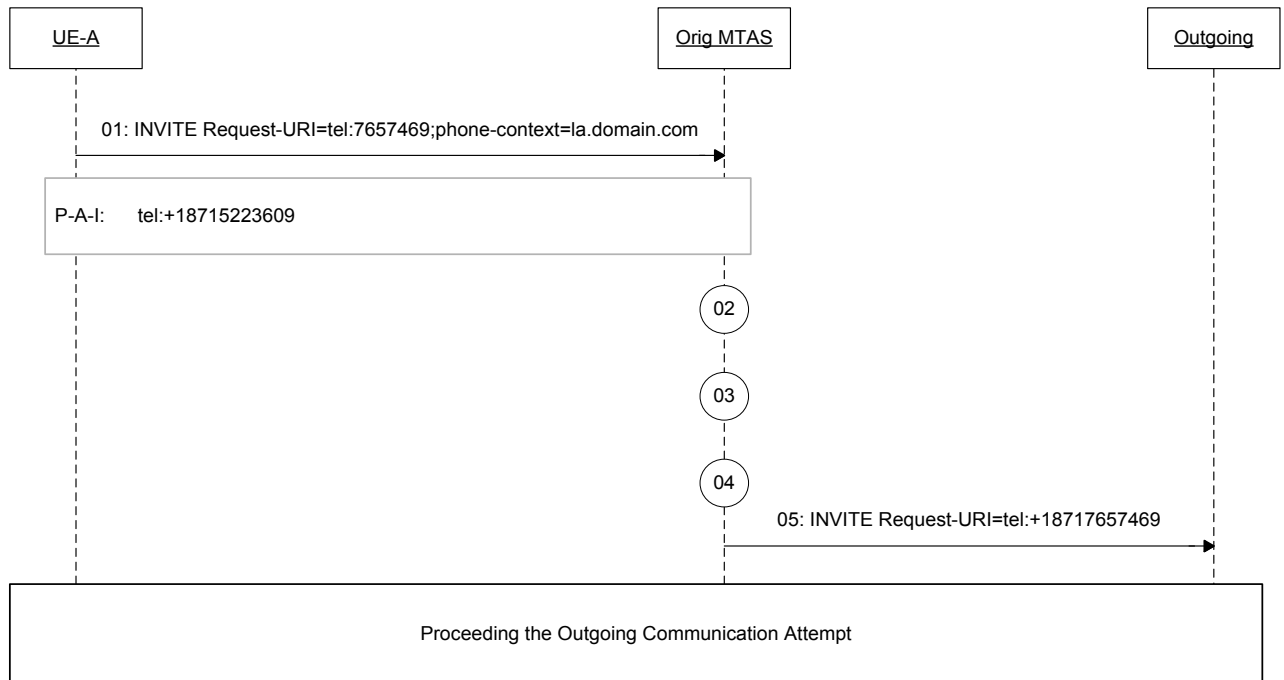 UE-A
Orig MTAS
Outgoing
01: INVITE Request-URI=tel:7657469;phone-context=la.domain.com
P-A-I: tel:+18715223609
02
03
04
05: INVITE Request-URI=tel:+18717657469
Proceeding the Outgoing Communication Attempt